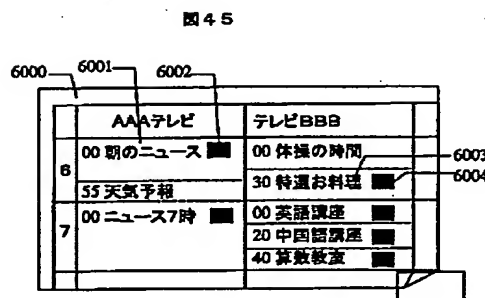 図45
6000 6001 6002
AAAテレビ テレビBBB
6 00 朝のニュース 00 体操の時間
30 特選お料理 6003
6004
55 天気予報
7 00 ニュース7時 00 英語講座
20 中国語講座
40 算数教室